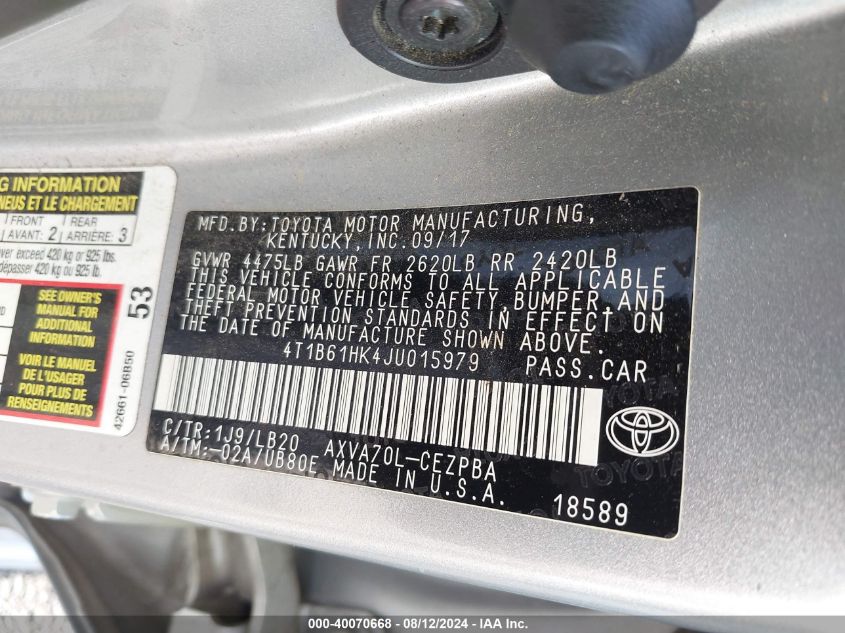 G INFORMATION
NEUS ET LE CHARGEMENT
FRONT REAR
AVANT: 2 ARRIÈRE: 3
ver exceed 420 kg or 925 lbs.
dépasser 420 kg ou 925 lb.
SEE OWNER'S
MANUAL FOR
ADDITIONAL
INFORMATION
VOIR LE MANUEL
DE L'USAGER
POUR PLUS DE
RENSEIGNEMENTS
53
42661-06B50
MFD.BY:TOYOTA MOTOR MANUFACTURING,
KENTUCKY,INC.09/17
GVWR 4475LB GAWR FR 2620LB RR 2420LB
THIS VEHICLE CONFORMS TO ALL APPLICABLE
FEDERAL MOTOR VEHICLE SAFETY,BUMPER,AND
THEFT PREVENTION STANDARDS IN EFFECT ON
THE DATE OF MANUFACTURE SHOWN ABOVE.
4T1B61HK4JU015979 PASS.CAR
C/TR:1J9/LB20 AXVA70L-CEZPBA
A/TM:-02A/UB80E MADE IN U.S.A.
TOYOTA
18589
000-40070668 - 08/12/2024 - IAA Inc.